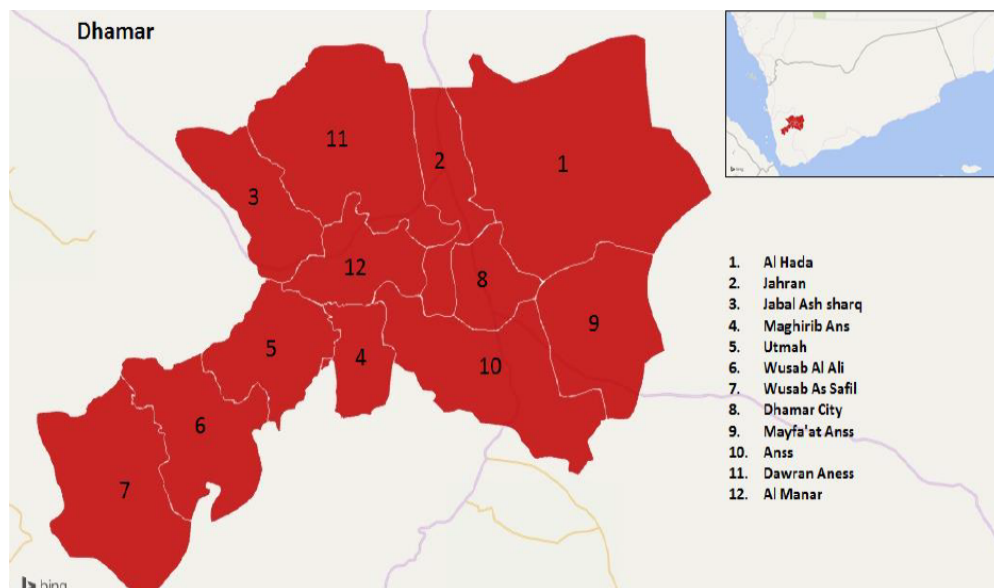 Dhamar
bing
11
2
1
3
12
8
9
5
4
10
6
7
1. Al Hada
2. Jahran
3. Jabal Ash sharq
4. Maghirib Ans
5. Utmah
6. Wusab Al Ali
7. Wusab As Safil
8. Dhamar City
9. Mayfa'at Anss
10. Anss
11. Dawran Aness
12. Al Manar
bing